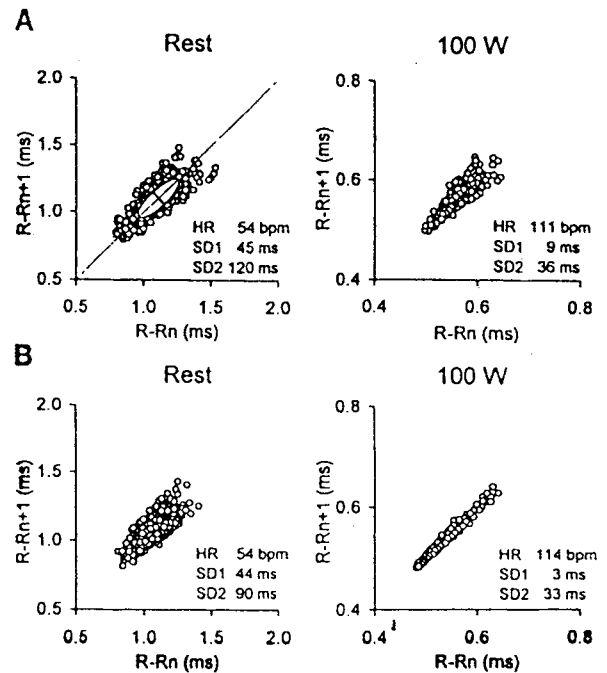 A
Rest
100 W
2.0
1.5
1.0
0.5
R-Rn+1 (ms)
HR 54 bpm
SD1 45 ms
SD2 120 ms
0.5 1.0 1.5 2.0
R-Rn (ms)
0.8
0.6
0.4
R-Rn+1 (ms)
HR 111 bpm
SD1 9 ms
SD2 36 ms
0.4 0.6 0.8
R-Rn (ms)
B
Rest
100 W
2.0
1.5
1.0
0.5
R-Rn+1 (ms)
HR 54 bpm
SD1 44 ms
SD2 90 ms
0.5 1.0 1.5 2.0
R-Rn (ms)
0.8
0.6
0.4
R-Rn+1 (ms)
HR 114 bpm
SD1 3 ms
SD2 33 ms
0.4 0.6 0.8
R-Rn (ms)